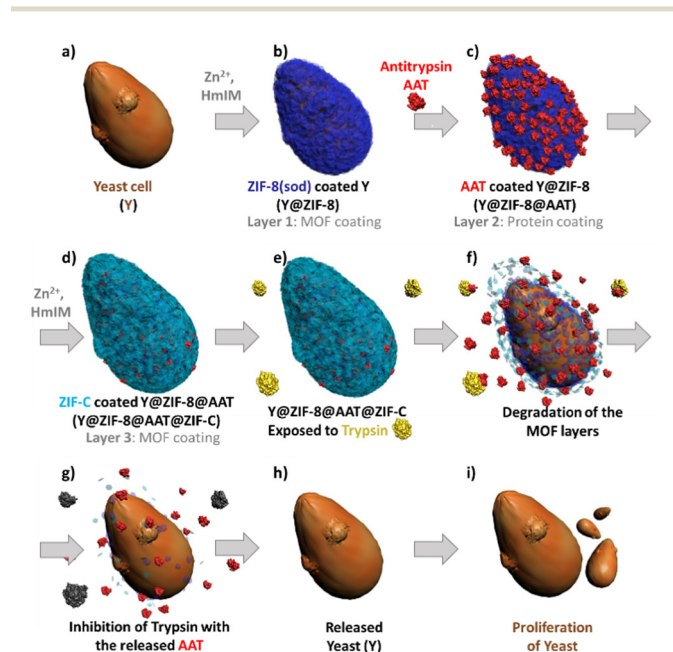 a)
b)
c)
Zn²⁺,
HmIM
Antitrypsin
AAT
Yeast cell
(Y)
ZIF-8(sod) coated Y
(Y@ZIF-8)
Layer 1: MOF coating
AAT coated Y@ZIF-8
(Y@ZIF-8@AAT)
Layer 2: Protein coating
d)
e)
f)
Zn²⁺,
HmIM
ZIF-C coated Y@ZIF-8@AAT
(Y@ZIF-8@AAT@ZIF-C)
Layer 3: MOF coating
Y@ZIF-8@AAT@ZIF-C
Exposed to Trypsin
Degradation of the
MOF layers
g)
h)
i)
Inhibition of Trypsin with
the released AAT
Released
Yeast (Y)
Proliferation
of Yeast